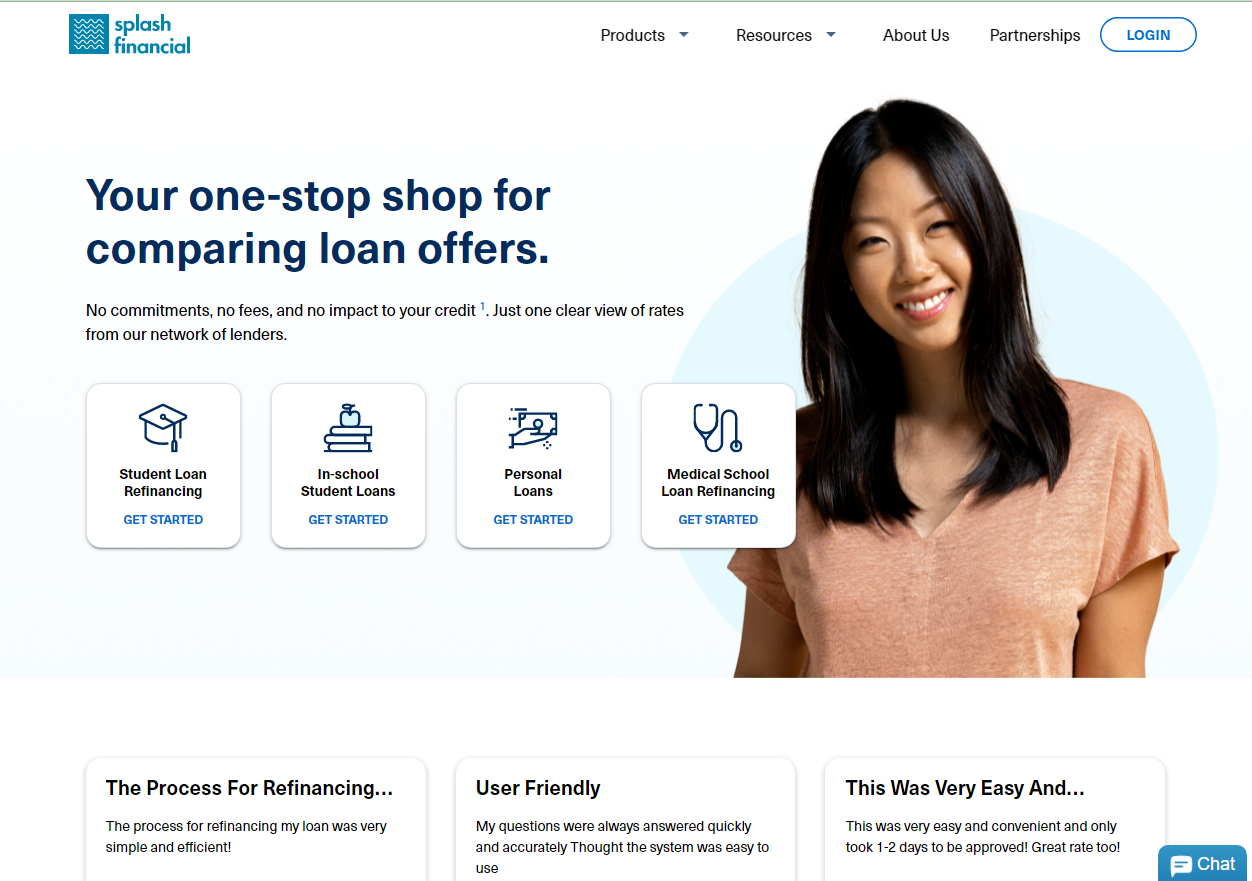 splash
financial
Products
Resources
About Us
Partnerships
LOGIN
Your one-stop shop for
comparing loan offers.
No commitments, no fees, and no impact to your credit 1. Just one clear view of rates
from our network of lenders.
Student Loan
Refinancing
GET STARTED
In-school
Student Loans
GET STARTED
Personal
Loans
GET STARTED
Medical School
Loan Refinancing
GET STARTED
The Process For Refinancing...
The process for refinancing my loan was very
simple and efficient!
User Friendly
My questions were always answered quickly
and accurately Thought the system was easy to
use
This Was Very Easy And...
This was very easy and convenient and only
took 1-2 days to be approved! Great rate too!
Chat